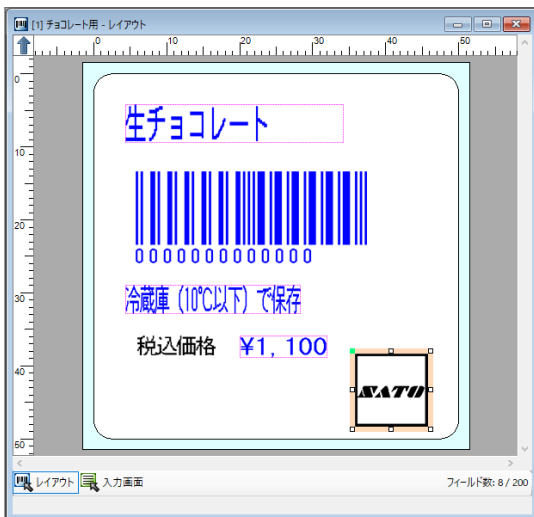 [1] チョコレート用 - レイアウト
0 10 20 30 40 50
0
10
20
30
40
50
生チョコレート
0000000000000
冷蔵庫（10℃以下）で保存
税込価格 ¥1, 100
SATO
レイアウト 入力画面 フィールド数: 8 / 200